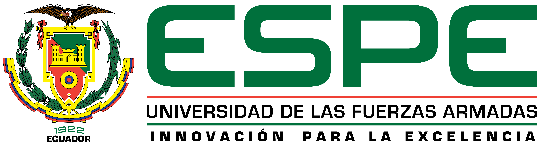 ESPE
UNIVERSIDAD DE LAS FUERZAS ARMADAS
INNOVACIÓN PARA LA EXCELENCIA
1922
ECUADOR